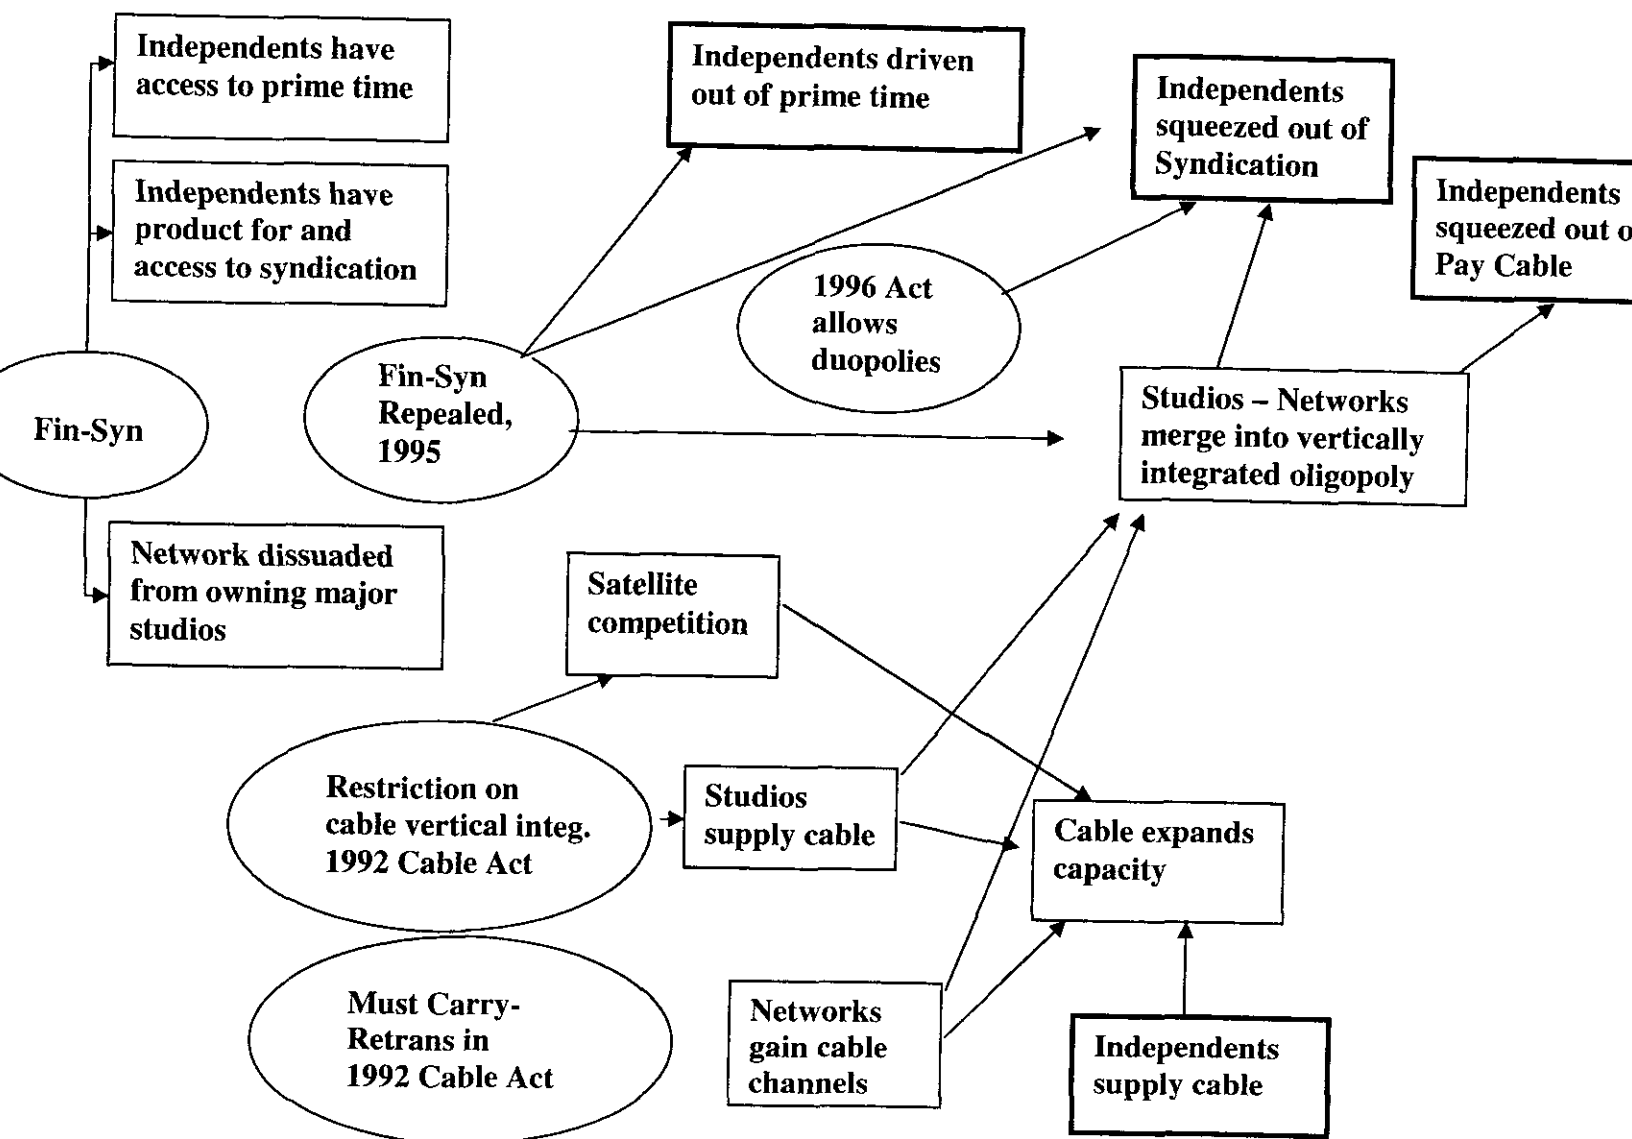 Independents have
access to prime time
Independents have
product for and
access to syndication
Fin-Syn
Network dissuaded
from owning major
studios
Independents driven
out of prime time
Fin-Syn
Repealed,
1995
1996 Act
allows
duopolies
Independents
squeezed out of
Syndication
Independents
squeezed out o
Pay Cable
Studios – Networks
merge into vertically
integrated oligopoly
Satellite
competition
Restriction on
cable vertical integ.
1992 Cable Act
Studios
supply cable
Cable expands
capacity
Must Carry-
Retrans in
1992 Cable Act
Networks
gain cable
channels
Independents
supply cable